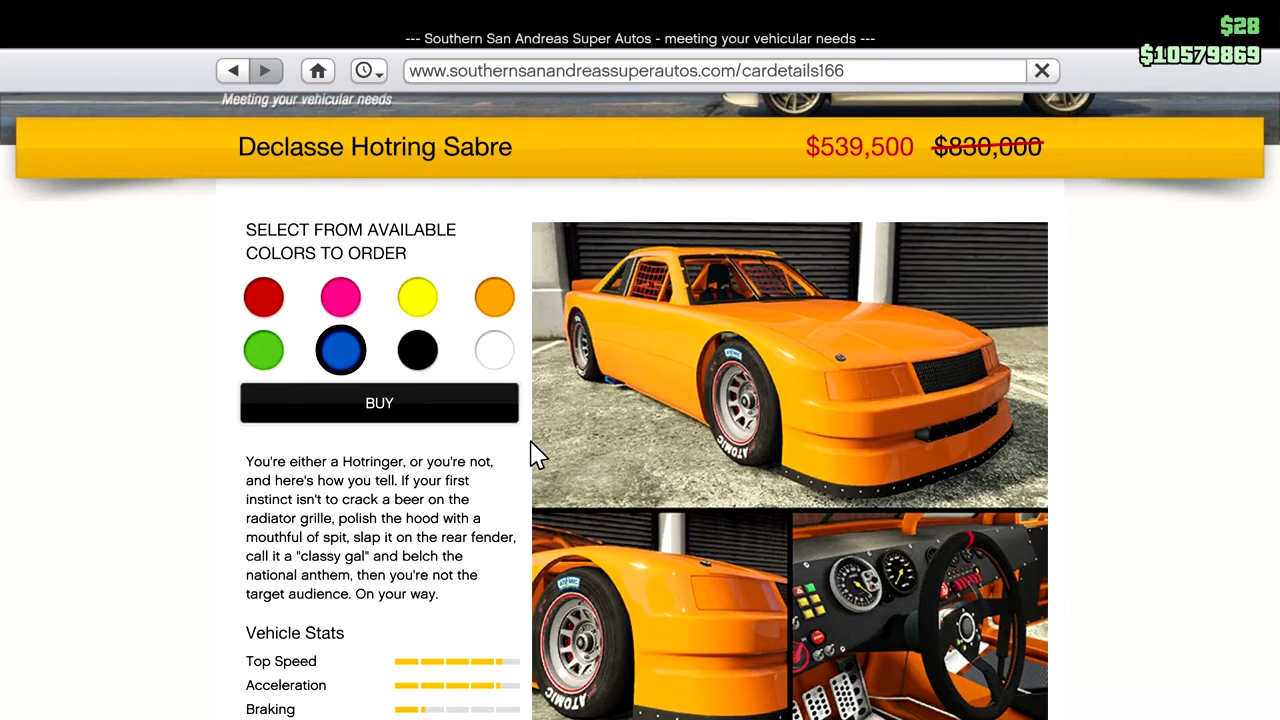 $28
--- Southern San Andreas Super Autos - meeting your vehicular needs ---
$10579869
www.southernsanandreassuperautos.com/cardetails166
Meeting your vehicular needs
Declasse Hotring Sabre
$539,500 $830,000
SELECT FROM AVAILABLE
COLORS TO ORDER
BUY
You're either a Hotringer, or you're not,
and here's how you tell. If your first
instinct isn't to crack a beer on the
radiator grille, polish the hood with a
mouthful of spit, slap it on the rear fender,
call it a "classy gal" and belch the
national anthem, then you're not the
target audience. On your way.
Vehicle Stats
Top Speed
Acceleration
Braking
ATOMIC
ATOMIC
ATOMIC
ATOMIC